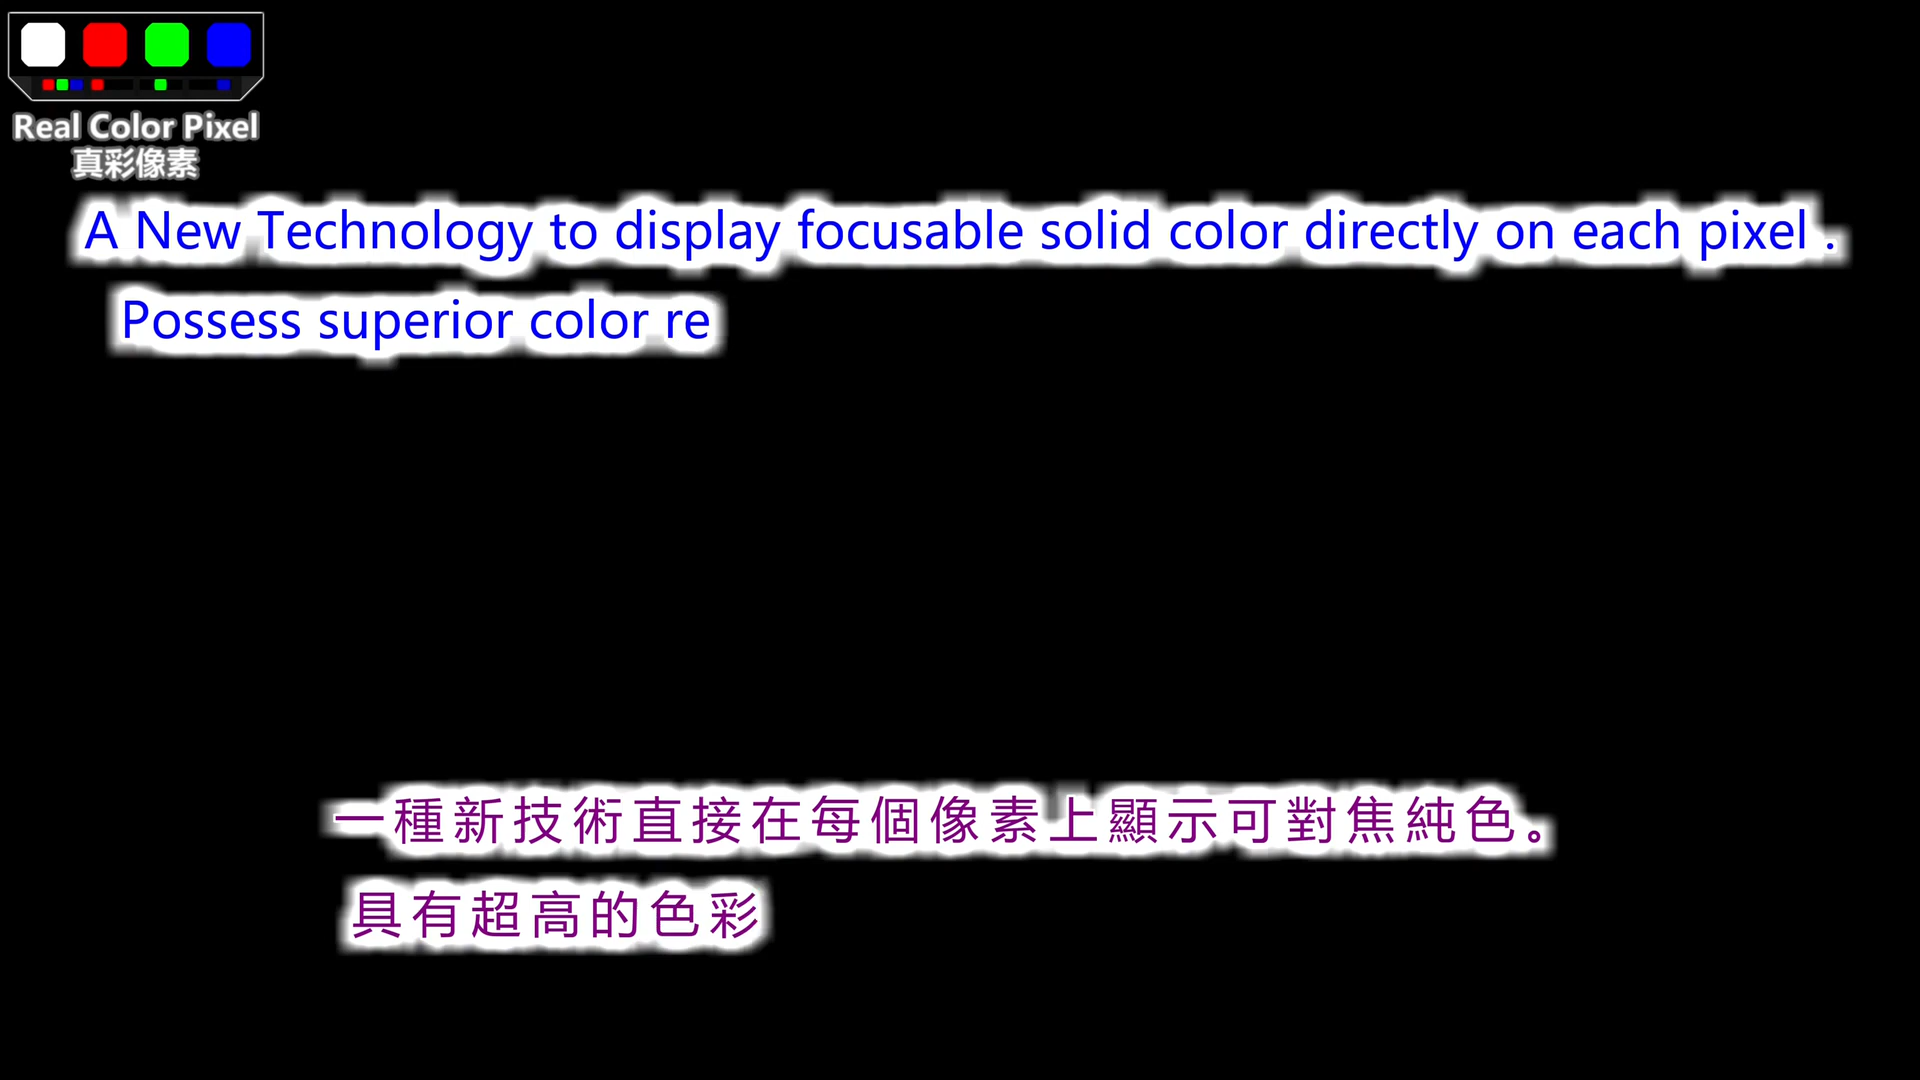 Real Color Pixel
真彩像素
A New Technology to display focusable solid color directly on each pixel .
Possess superior color re
一種新技術直接在每個像素上顯示可對焦純色。
具有超高的色彩